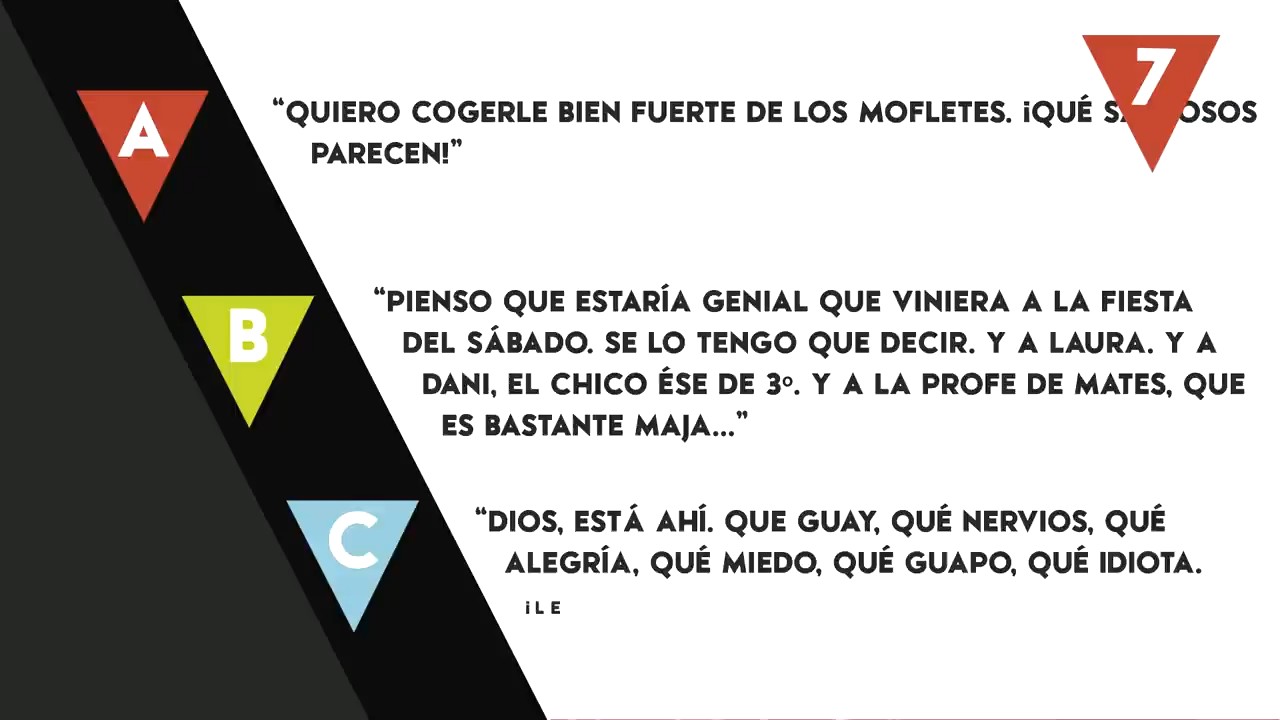 7
A
“QUIERO COGERLE BIEN FUERTE DE LOS MOFLETES. ¡QUÉ
PARECEN!”
B
“PIENSO QUE ESTARÍA GENIAL QUE VINIERA A LA FIESTA
DEL SÁBADO. SE LO TENGO QUE DECIR. Y A LAURA. Y A
DANI, EL CHICO ÉSE DE 3º. Y A LA PROFE DE MATES, QUE
ES BASTANTE MAJA...”
C
“DIOS, ESTÁ AHÍ. QUE GUAY, QUÉ NERVIOS, QUÉ
ALEGRÍA, QUÉ MIEDO, QUÉ GUAPO, QUÉ IDIOTA.
¡LE